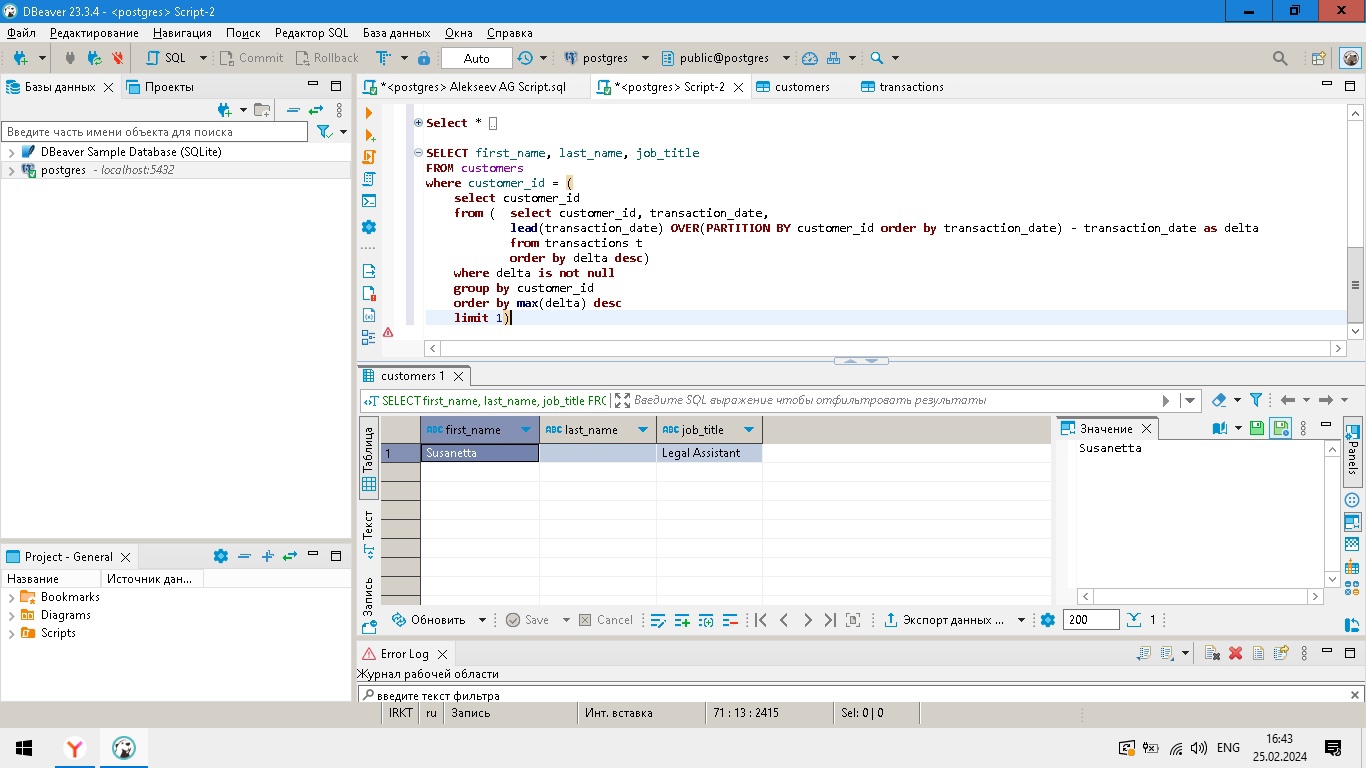 DBeaver 23.3.4 - <postgres> Script-2
Файл Редактирование Навигация Поиск Редактор SQL База данных Окна Справка
SQL Commit Rollback Auto postgres public@postgres
Базы данных Проекты
*<postgres> Alekseev AG Script.sql *<postgres> Script-2 customers transactions
Введите часть имени объекта для поиска
DBeaver Sample Database (SQLite)
postgres - localhost:5432
Select * ..
SELECT first_name, last_name, job_title
FROM customers
where customer_id = (
select customer_id
from ( select customer_id, transaction_date,
lead(transaction_date) OVER(PARTITION BY customer_id order by transaction_date) - transaction_date as delta
from transactions t
order by delta desc)
where delta is not null
group by customer_id
order by max(delta) desc
limit 1)
customers 1
SELECT first_name, last_name, job_title FRC Введите SQL выражение чтобы отфильтровать результаты
Таблица
Текст
Запись
ABC first_name ABC last_name ABC job_title
1 Susanetta Legal Assistant
Значение
Susanetta
Panels
Project - General
Название Источник дан...
Bookmarks
Diagrams
Scripts
Обновить Save Cancel Экспорт данных ... 200 1
Error Log
Журнал рабочей области
введите текст фильтра
IRKT ru Запись Инт. вставка 71 : 13 : 2415 Sel: 0 | 0
ENG 16:43
25.02.2024